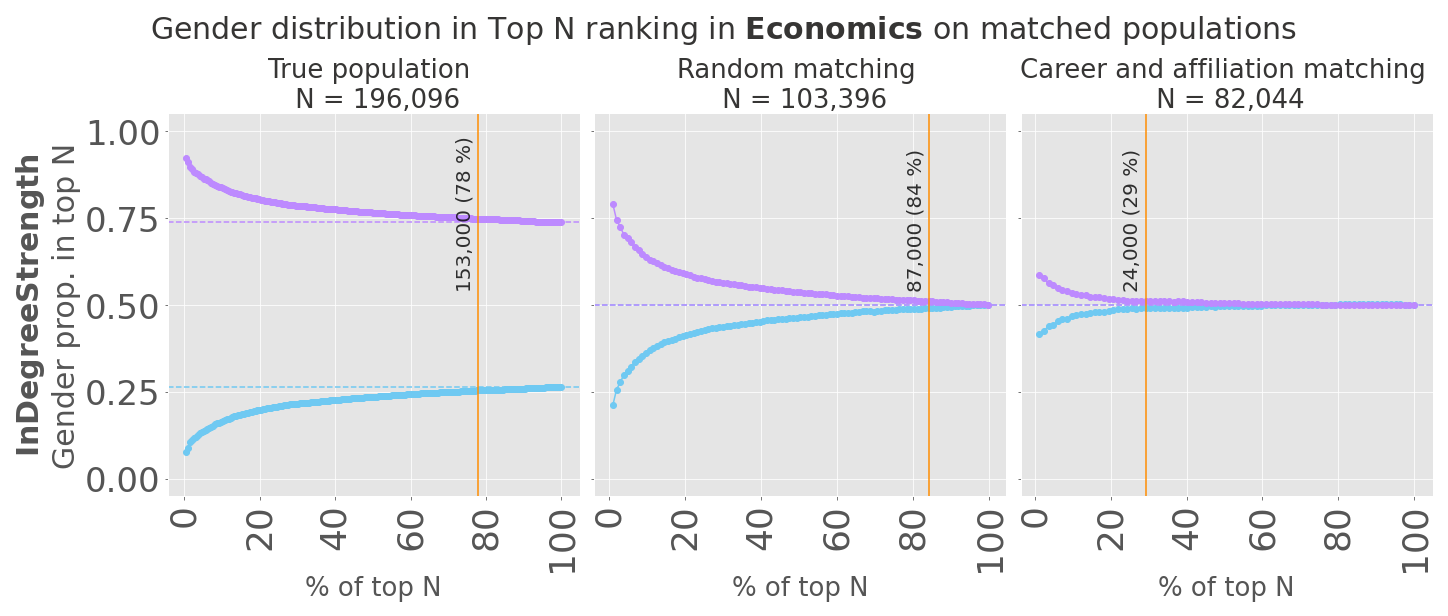 Gender distribution in Top N ranking in Economics on matched populations
True population
N = 196,096
Random matching
N = 103,396
Career and affiliation matching
N = 82,044
InDegreeStrength
Gender prop. in top N
1.00
0.75
0.50
0.25
0.00
153,000 (78 %)
87,000 (84 %)
24,000 (29 %)
0 20 40 60 80 100
0 20 40 60 80 100
0 20 40 60 80 100
% of top N
% of top N
% of top N